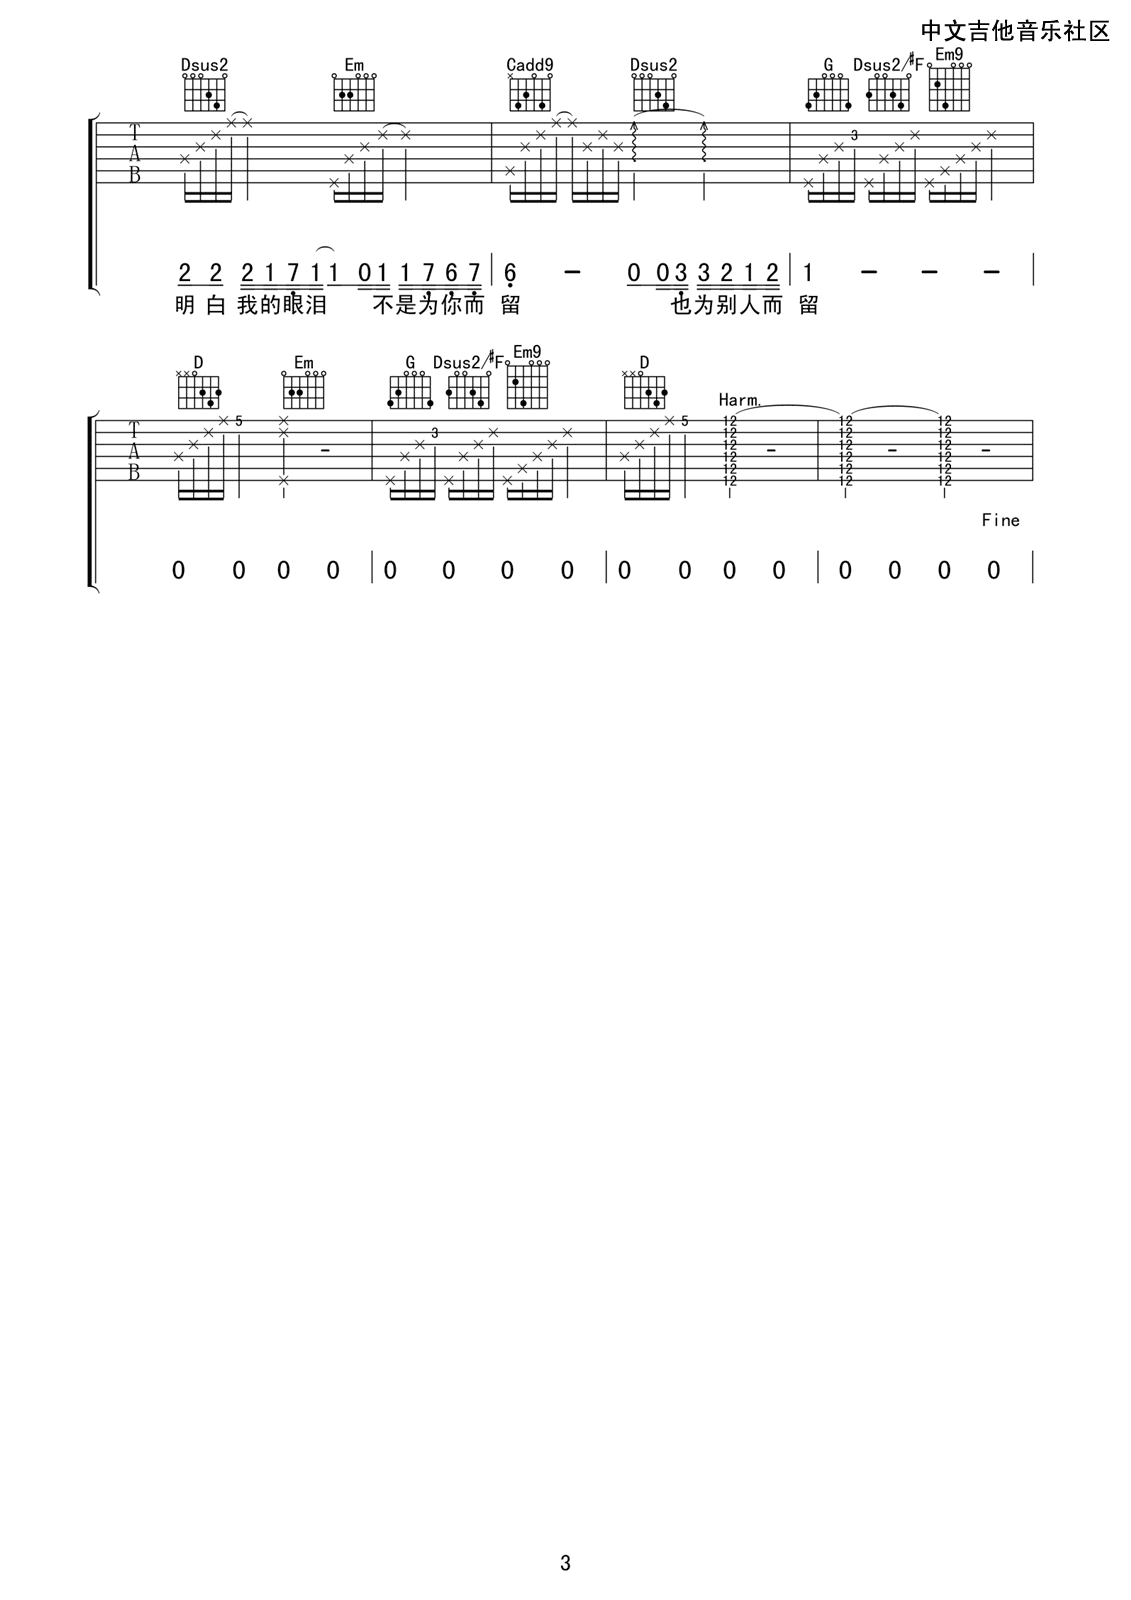 中文吉他音乐社区
Dsus2 Em Cadd9 Dsus2 G Dsus2/#F Em9
T A B 3
2 2 2 1 7 1 1 0 1 1 7 6 7 6 - 0 0 3 3 2 1 2 1 - - -
明白我的眼泪 不是为你而留 也为别人而留
D Em G Dsus2/#F Em9 D
Harm.
T A B 5 - 3 5 12 12 12 12 12 12 - 12 12 12 12 12 12 - 12 12 12 12 12 12 -
Fine
0 0 0 0 0 0 0 0 0 0 0 0 0 0 0 0
3